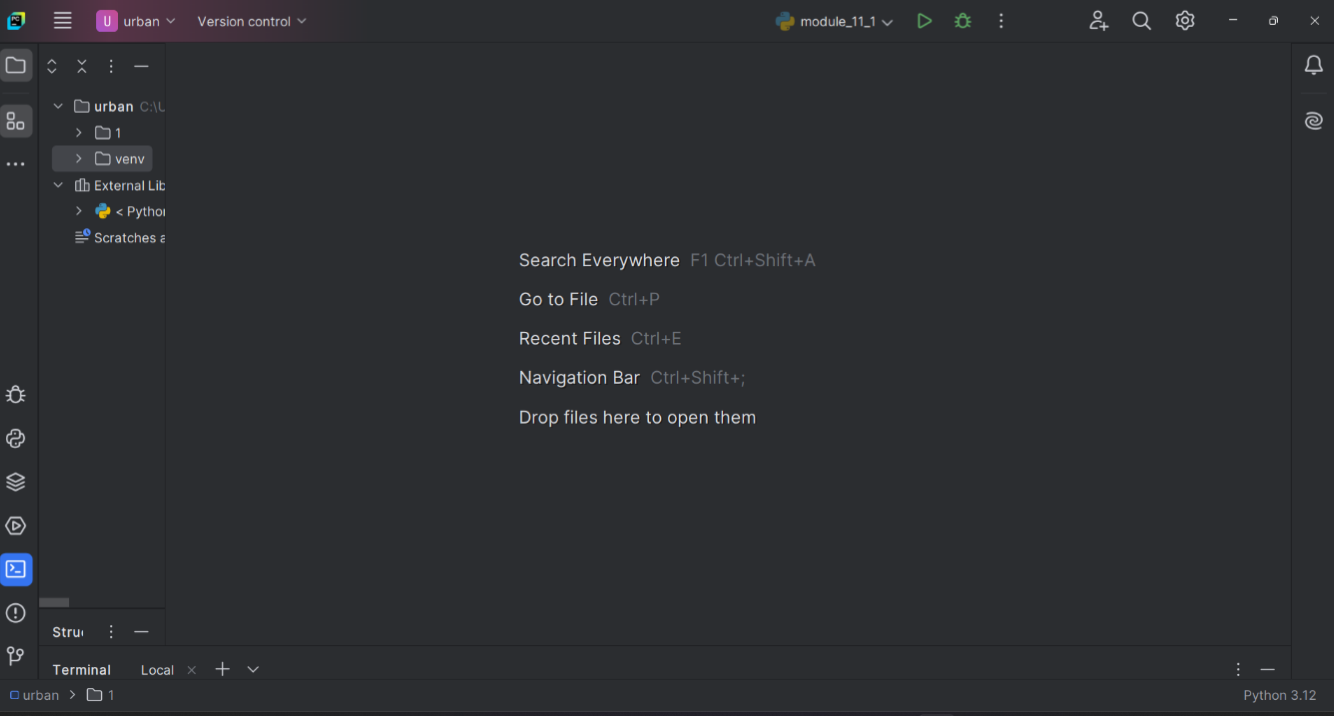 PC U urban Version control module_11_1
urban C:\U
1
venv
External Lib
< Python
Scratches a
Search Everywhere F1 Ctrl+Shift+A
Go to File Ctrl+P
Recent Files Ctrl+E
Navigation Bar Ctrl+Shift+;
Drop files here to open them
Stru
Terminal Local
urban > 1 Python 3.12